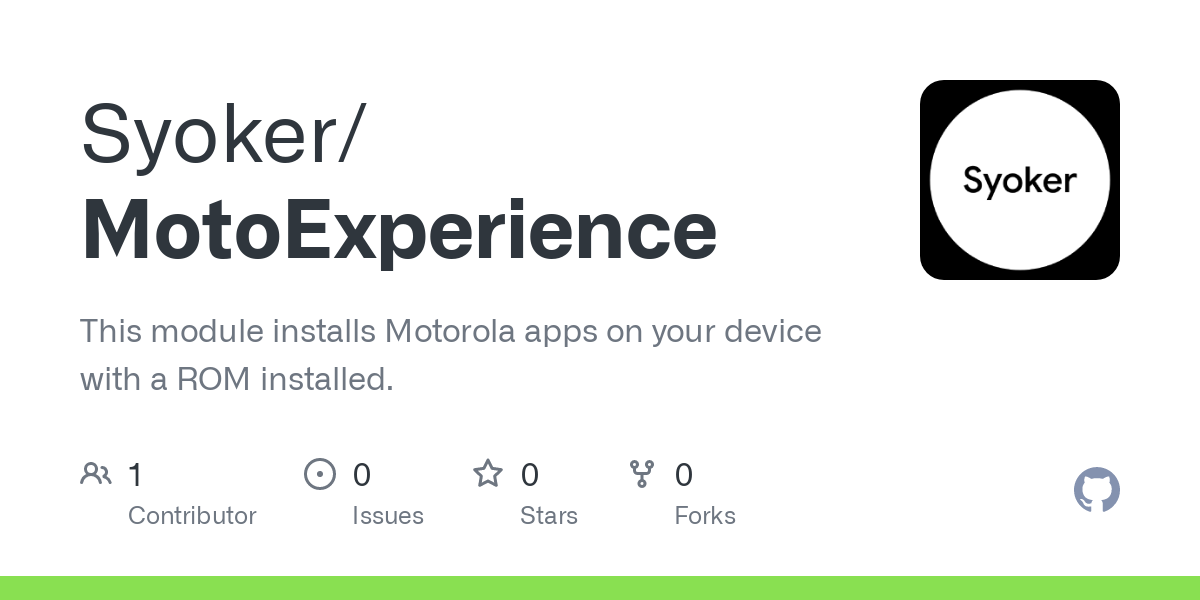 Syoker/
MotoExperience
Syoker
This module installs Motorola apps on your device
with a ROM installed.
1
Contributor
0
Issues
0
Stars
0
Forks